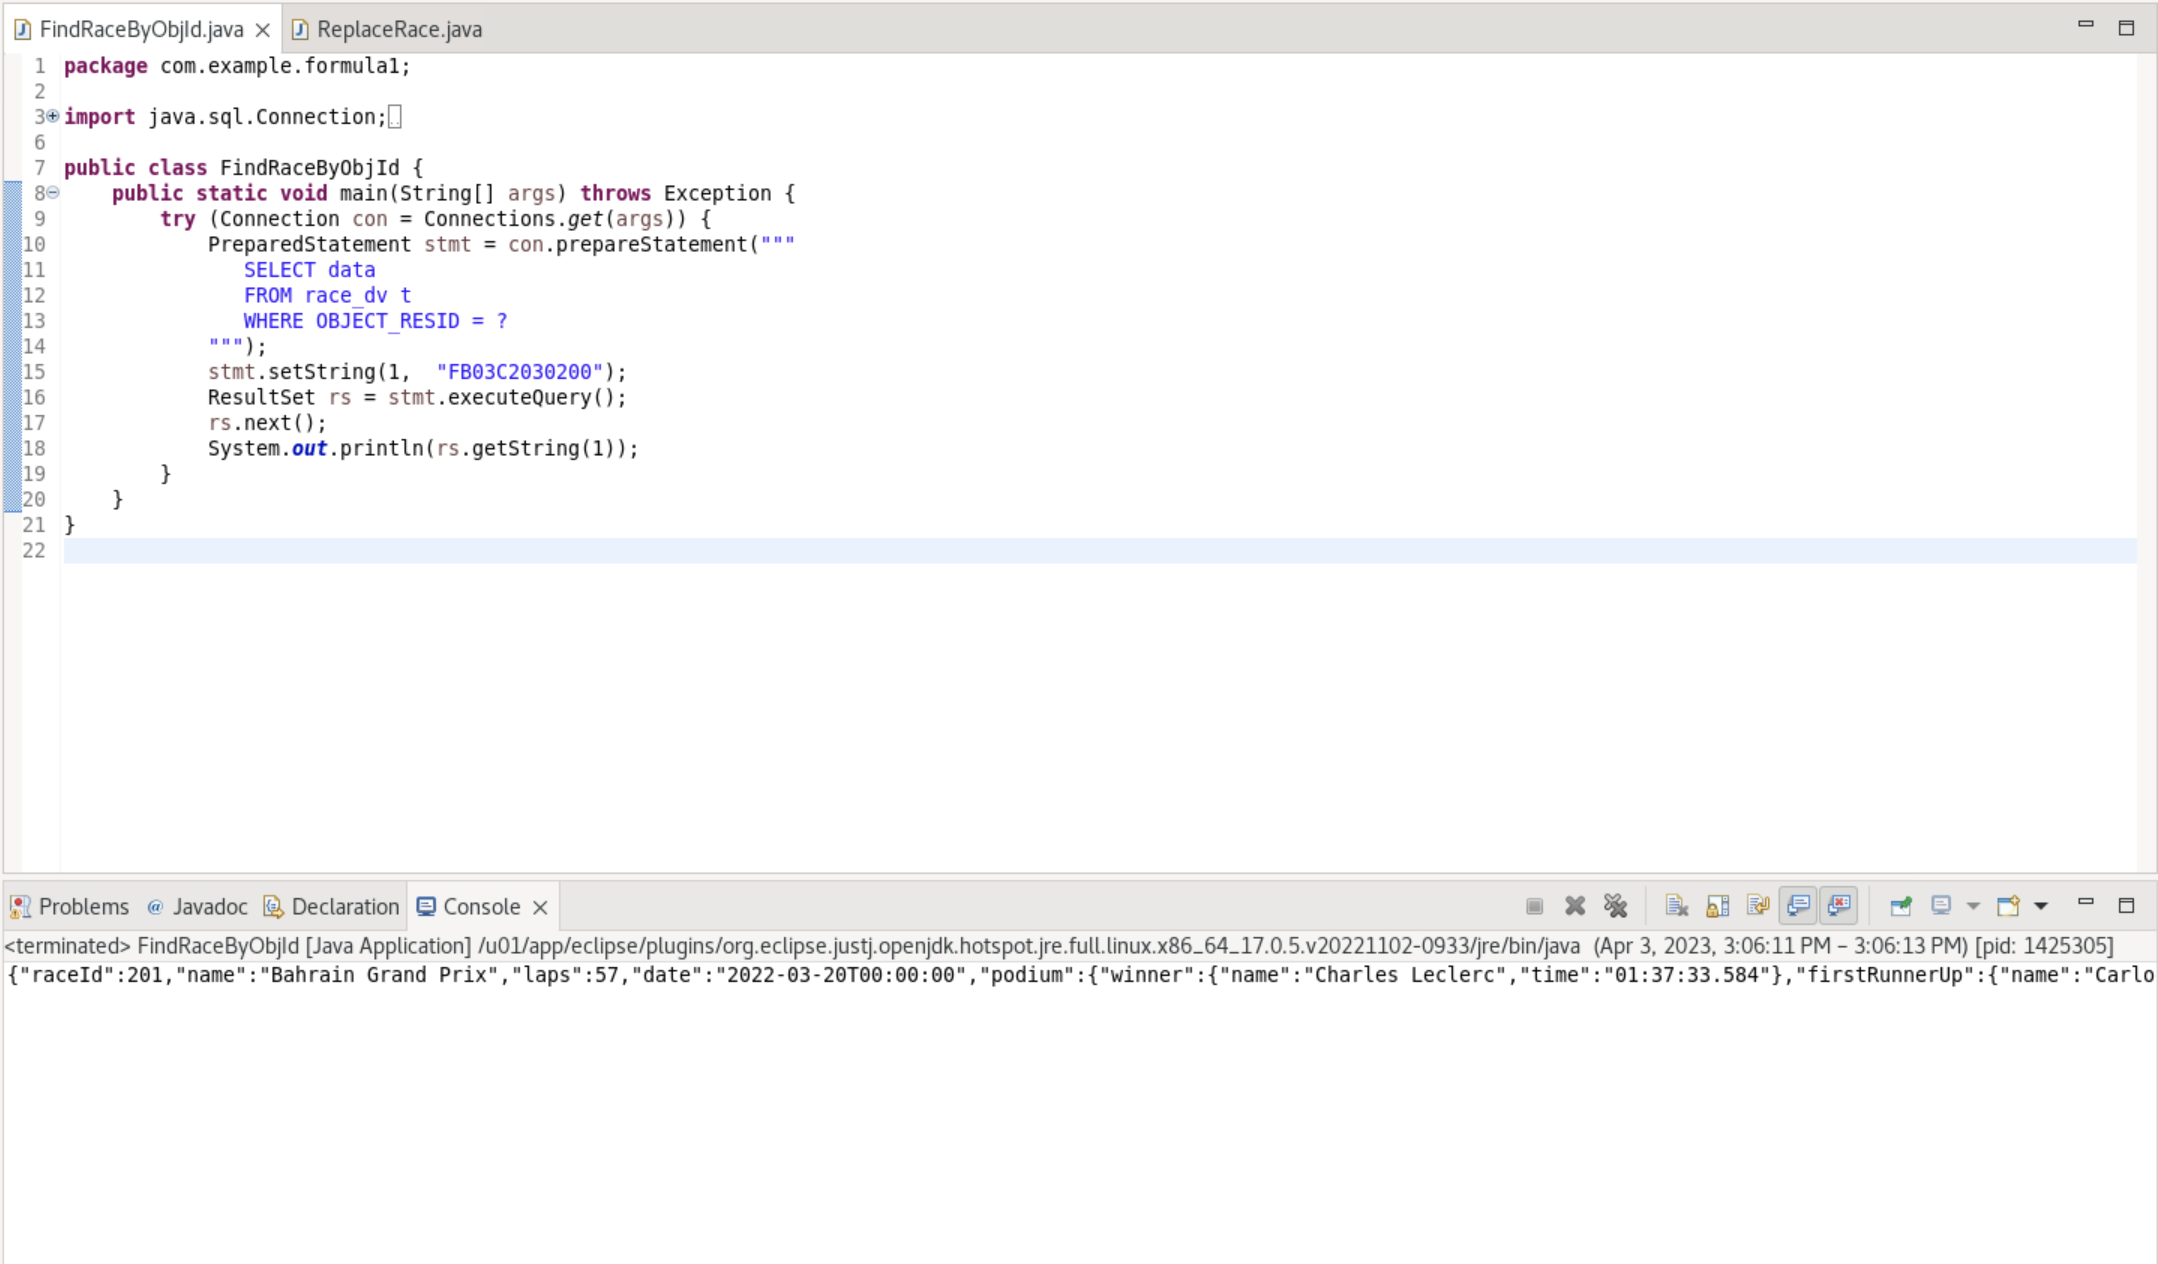 FindRaceByObjId.java ReplaceRace.java
1 package com.example.formula1;
2
3 import java.sql.Connection;
6
7 public class FindRaceByObjId {
8     public static void main(String[] args) throws Exception {
9         try (Connection con = Connections.get(args)) {
10             PreparedStatement stmt = con.prepareStatement("""
11                SELECT data
12                FROM race_dv t
13                WHERE OBJECT_RESID = ?
14             """);
15             stmt.setString(1,  "FB03C2030200");
16             ResultSet rs = stmt.executeQuery();
17             rs.next();
18             System.out.println(rs.getString(1));
19         }
20     }
21 }
22
Problems @ Javadoc Declaration Console
<terminated> FindRaceByObjId [Java Application] /u01/app/eclipse/plugins/org.eclipse.justj.openjdk.hotspot.jre.full.linux.x86_64_17.0.5.v20221102-0933/jre/bin/java (Apr 3, 2023, 3:06:11 PM – 3:06:13 PM) [pid: 1425305]
{"raceId":201,"name":"Bahrain Grand Prix","laps":57,"date":"2022-03-20T00:00:00","podium":{"winner":{"name":"Charles Leclerc","time":"01:37:33.584"},"firstRunnerUp":{"name":"Carlo